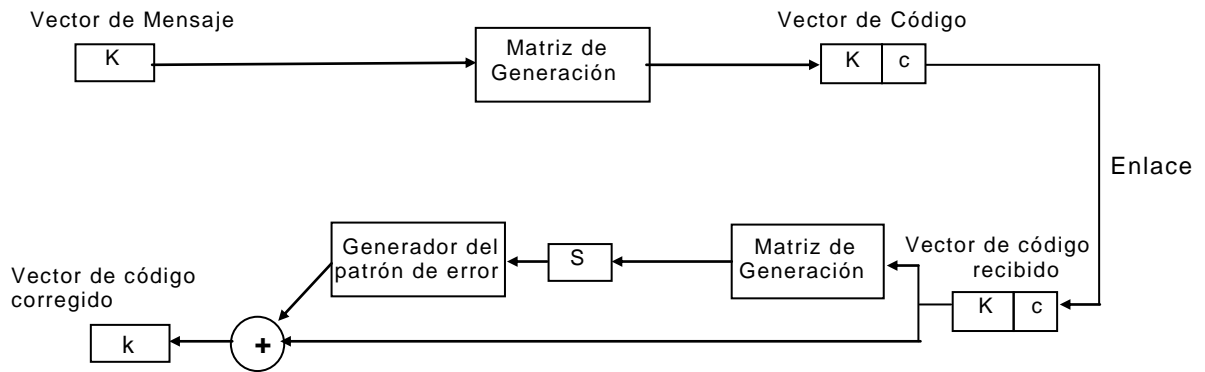 Vector de Mensaje
K
Matriz de
Generación
Vector de Código
K c
Enlace
Generador del
patrón de error
S
Matriz de
Generación
Vector de código
recibido
K c
Vector de código
corregido
k
+